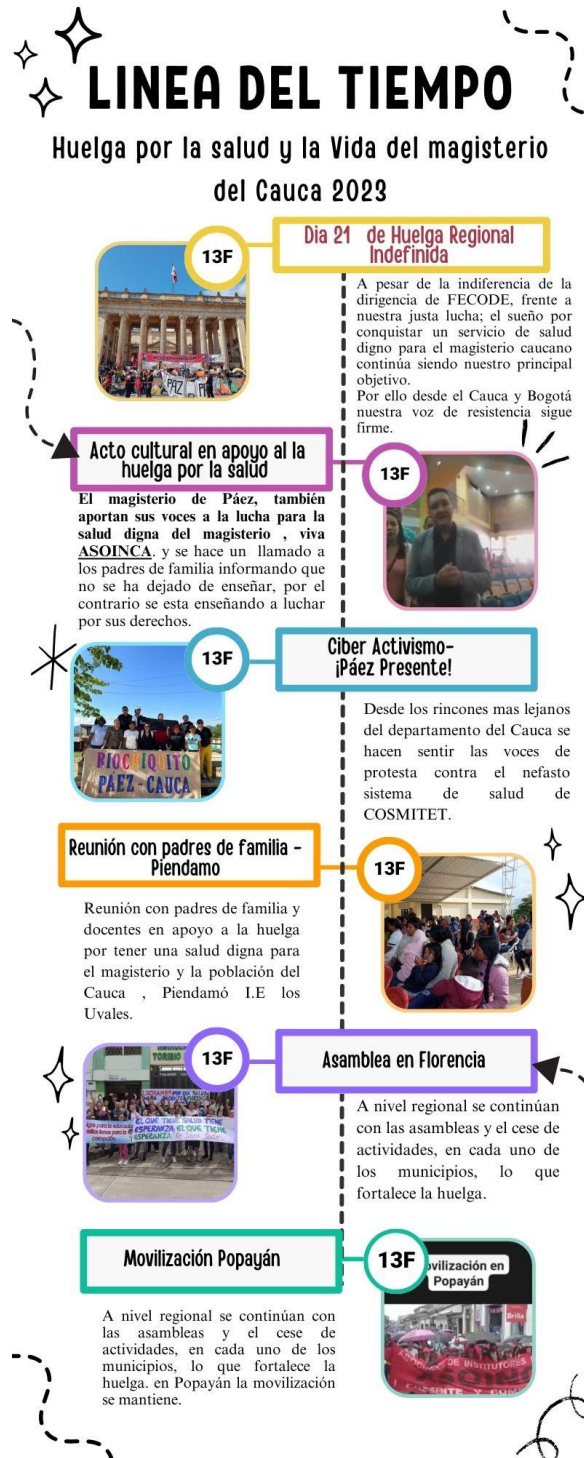 LINEA DEL TIEMPO
Huelga por la salud y la Vida del magisterio
del Cauca 2023
13F
Dia 21 de Huelga Regional
Indefinida
A pesar de la indiferencia de la
dirigencia de FECODE, frente a
nuestra justa lucha; el sueño por
conquistar un servicio de salud
digno para el magisterio caucano
continúa siendo nuestro principal
objetivo.
Por ello desde el Cauca y Bogotá
nuestra voz de resistencia sigue
firme.
PAZ
Acto cultural en apoyo al la
huelga por la salud
13F
El magisterio de Páez, también
aportan sus voces a la lucha para la
salud digna del magisterio , viva
ASOINCA. y se hace un llamado a
los padres de familia informando que
no se ha dejado de enseñar, por el
contrario se esta enseñando a luchar
por sus derechos.
13F
Ciber Activismo-
¡Páez Presente!
RIOCHIQUITO
PAEZ-CAUCA
Desde los rincones mas lejanos
del departamento del Cauca se
hacen sentir las voces de
protesta contra el nefasto
sistema de salud de
COSMITET.
Reunión con padres de familia -
Piendamo
13F
Reunión con padres de familia y
docentes en apoyo a la huelga
por tener una salud digna para
el magisterio y la población del
Cauca , Piendamó I.E los
Uvales.
13F
Asamblea en Florencia
TORIBIO
LUCHAMOS POR UNA SALUD
EL QUE TIENE SALUD TIENE
ESPERANZA EL QUE TIENE
ESPERANZA lo Tiene Todo
A nivel regional se continúan
con las asambleas y el cese de
actividades, en cada uno de
los municipios, lo que
fortalece la huelga.
Movilización Popayán
13F
ovilización en
Popayán
Brilla
DE INSTITUTORES
A nivel regional se continúan con
las asambleas y el cese de
actividades, en cada uno de los
municipios, lo que fortalece la
huelga. en Popayán la movilización
se mantiene.